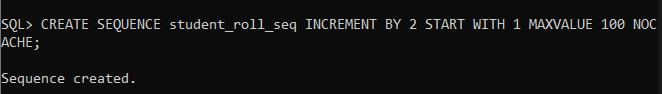 SQL> CREATE SEQUENCE student_roll_seq INCREMENT BY 2 START WITH 1 MAXVALUE 100 NOC
ACHE;
Sequence created.